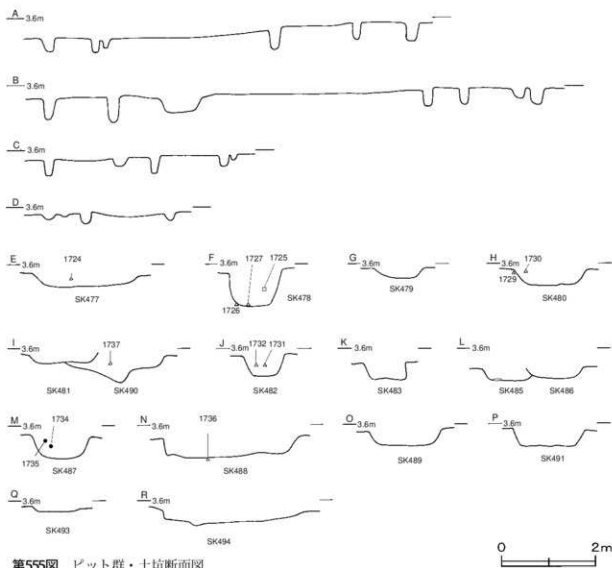 A 3.6m
B 3.6m
C 3.6m
D 3.6m
E 3.6m 1724 SK477
F 3.6m 1727 1725 1726 SK478
G 3.6m SK479
H 3.6m 1730 1729 SK480
I 3.6m 1737 SK481 SK490
J 3.6m 1732 1731 SK482
K 3.6m SK483
L 3.6m SK485 SK486
M 3.6m 1734 1735 SK487
N 3.6m 1736 SK488
O 3.6m SK489
P 3.6m SK491
Q 3.6m SK493
R 3.6m SK494
第555図 ピット群・土坑断面図
0 2m